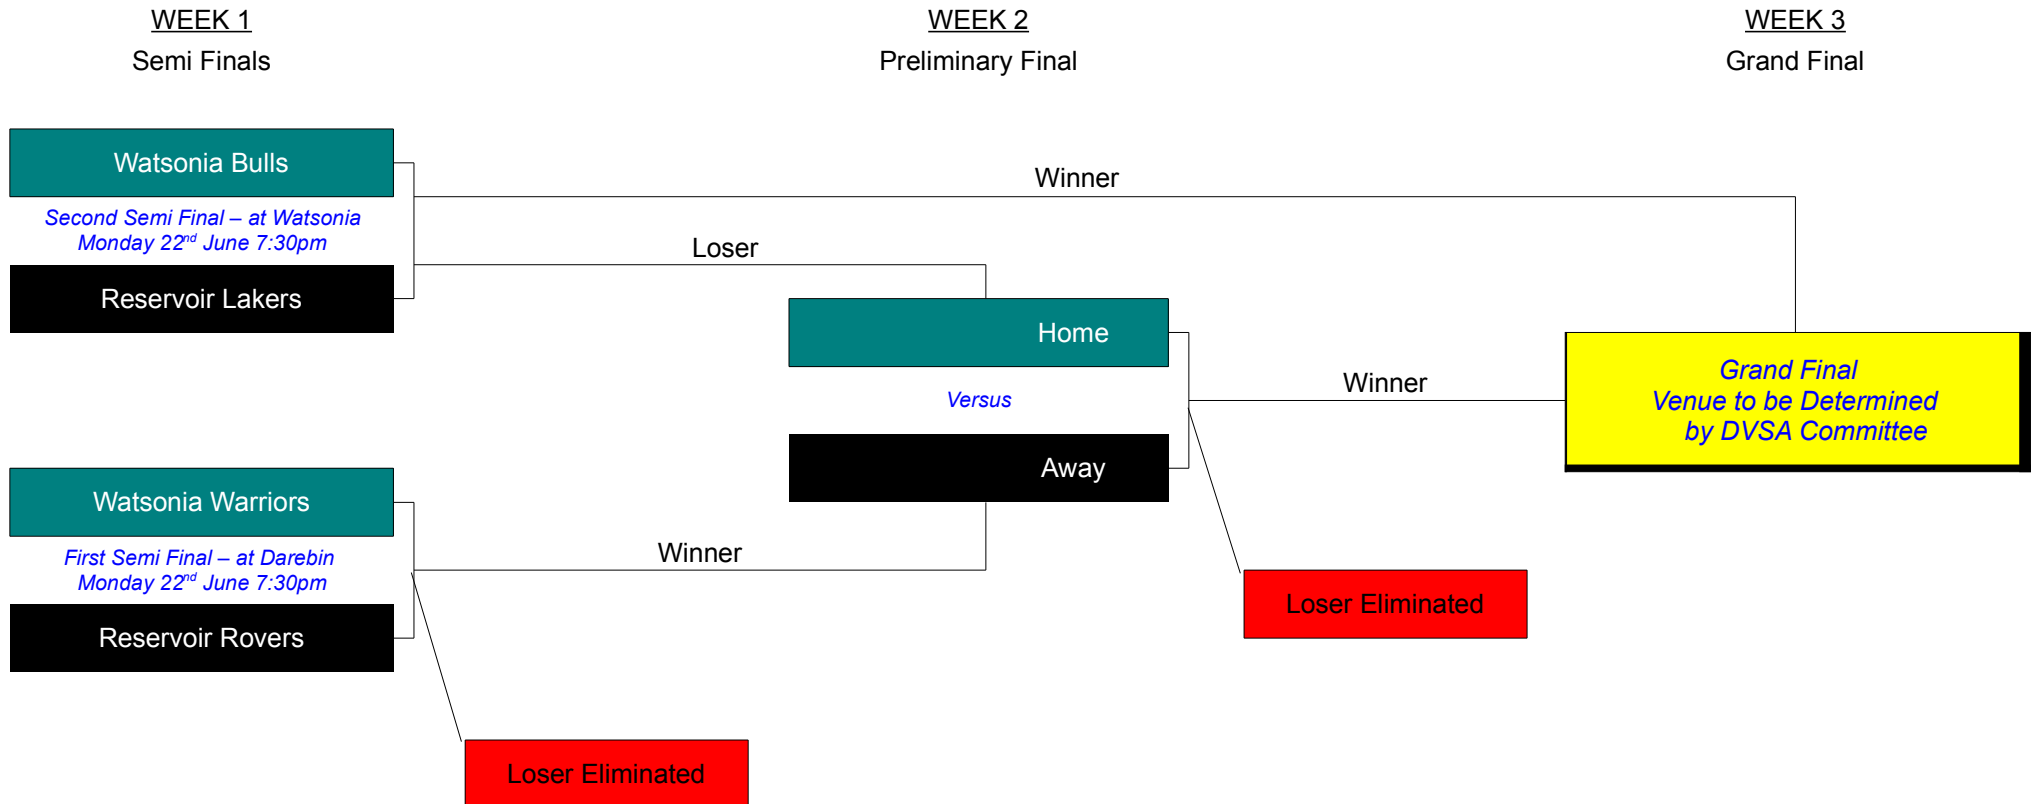 WEEK 1
Semi Finals
WEEK 2
Preliminary Final
WEEK 3
Grand Final
Watsonia Bulls
Second Semi Final – at Watsonia
Monday 22nd June 7:30pm
Reservoir Lakers
Winner
Loser
Home
Versus
Away
Winner
Grand Final
Venue to be Determined
by DVSA Committee
Watsonia Warriors
First Semi Final – at Darebin
Monday 22nd June 7:30pm
Reservoir Rovers
Winner
Loser Eliminated
Loser Eliminated